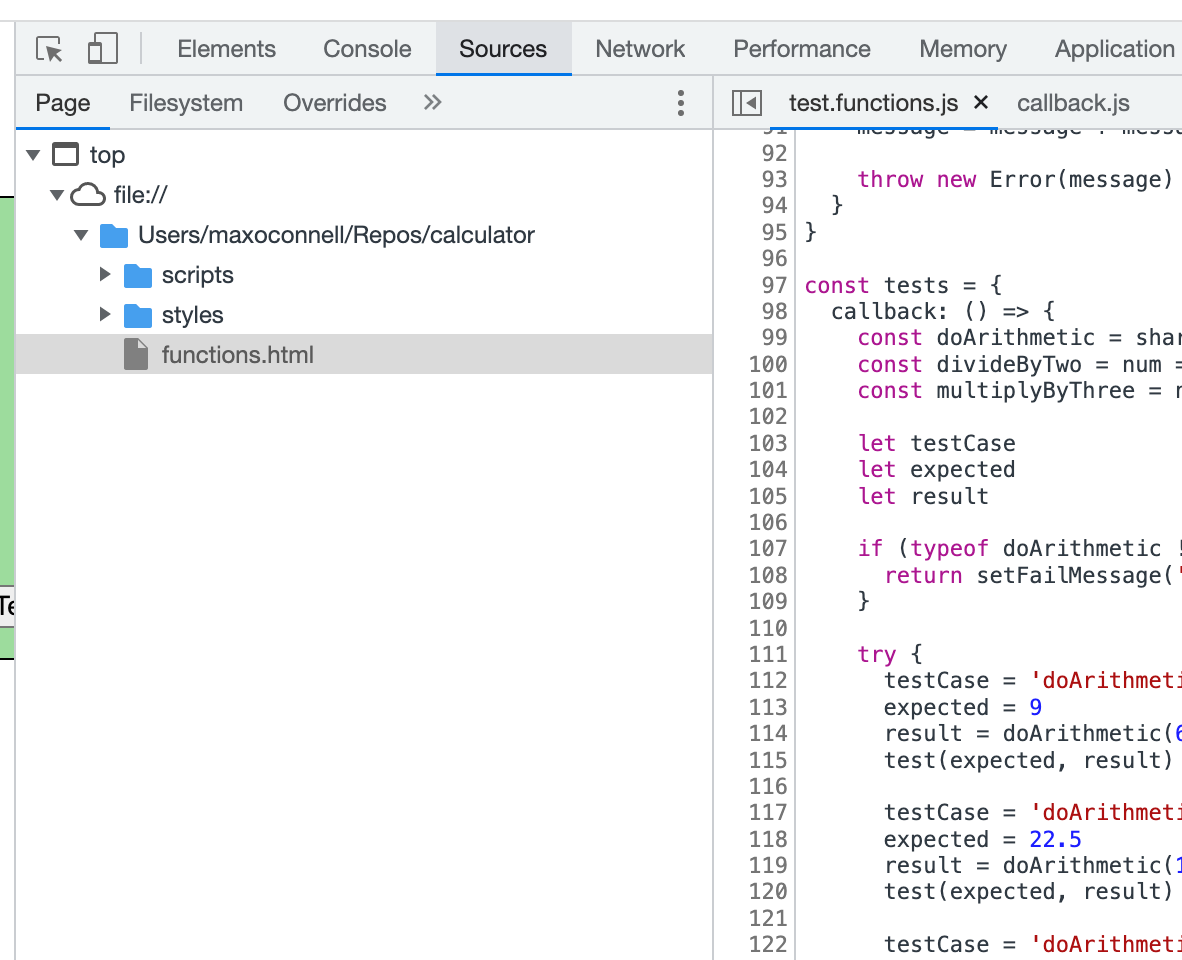 Elements Console Sources Network Performance Memory Application
Page Filesystem Overrides »
test.functions.js × callback.js
top
file://
Users/maxoconnell/Repos/calculator
scripts
styles
functions.html
Te
91 message = message
92
93 throw new Error(message)
94 }
95 }
96
97 const tests = {
98 callback: () => {
99 const doArithmetic = shar
100 const divideByTwo = num =
101 const multiplyByThree = n
102
103 let testCase
104 let expected
105 let result
106
107 if (typeof doArithmetic !
108 return setFailMessage('
109 }
110
111 try {
112 testCase = 'doArithmeti
113 expected = 9
114 result = doArithmetic(6
115 test(expected, result)
116
117 testCase = 'doArithmeti
118 expected = 22.5
119 result = doArithmetic(1
120 test(expected, result)
121
122 testCase = 'doArithmeti